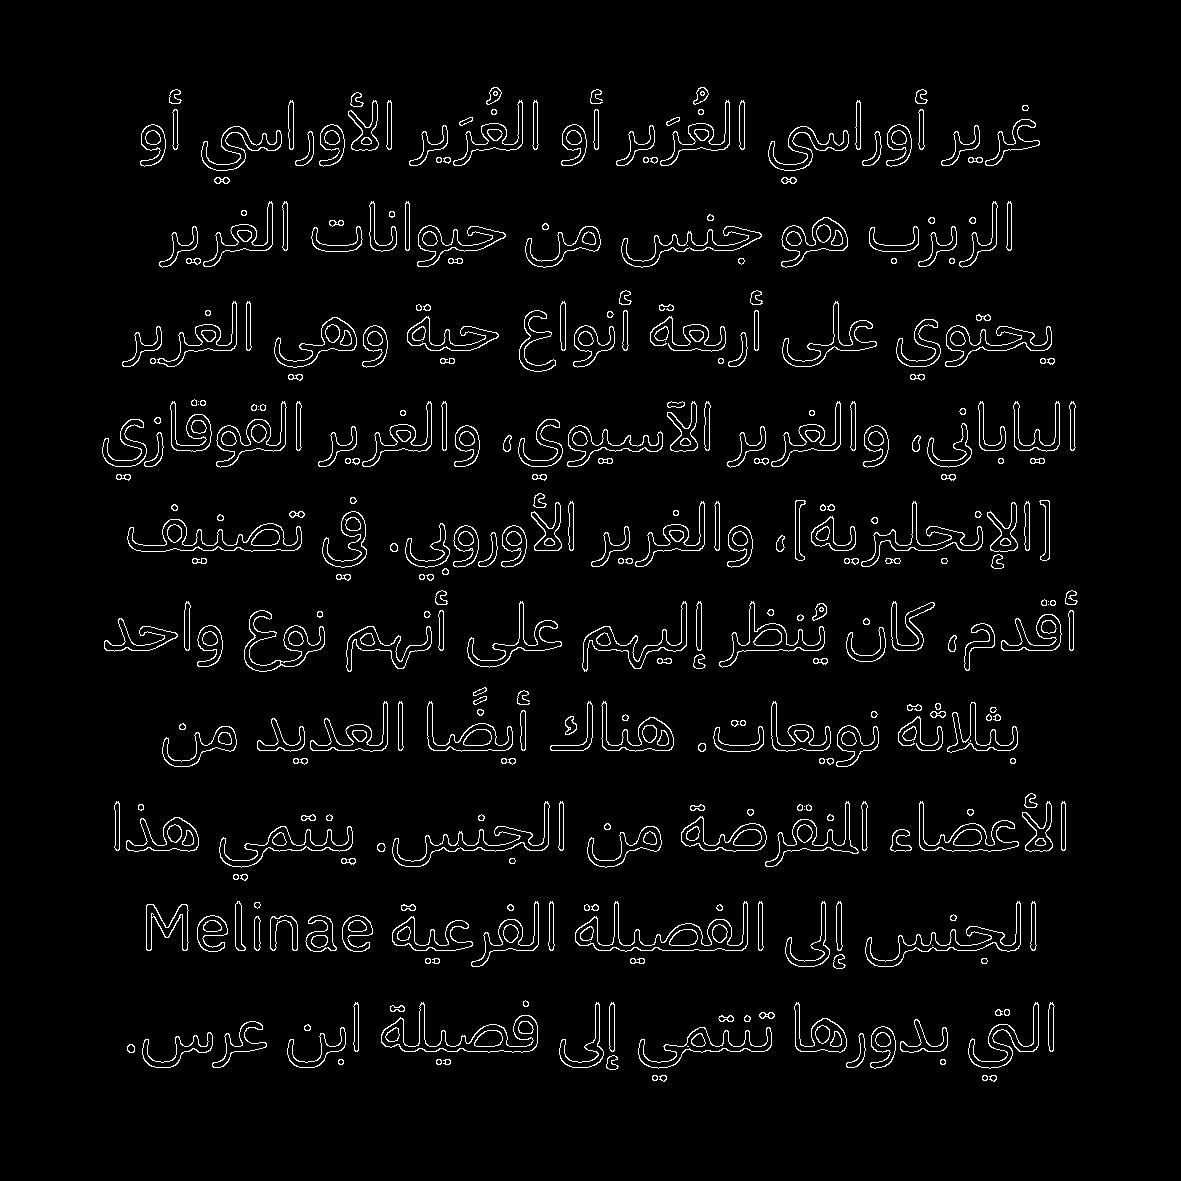 غرير أوراسي الغُرَير أو الغُرَير الأوراسي أو
الزبزب هو جنس من حيوانات الغرير
يحتوي على أربعة أنواع حية وهي الغرير
الياباني، والغرير الآسيوي، والغرير القوقازي
[الإنجليزية]، والغرير الأوروبي. في تصنيف
أقدم، كان يُنظر إليهم على أنهم نوع واحد
بثلاثة نويعات. هناك أيضًا العديد من
الأعضاء المنقرضة من الجنس. ينتمي هذا
الجنس إلى الفصيلة الفرعية Melinae
التي بدورها تنتمي إلى فصيلة ابن عرس.